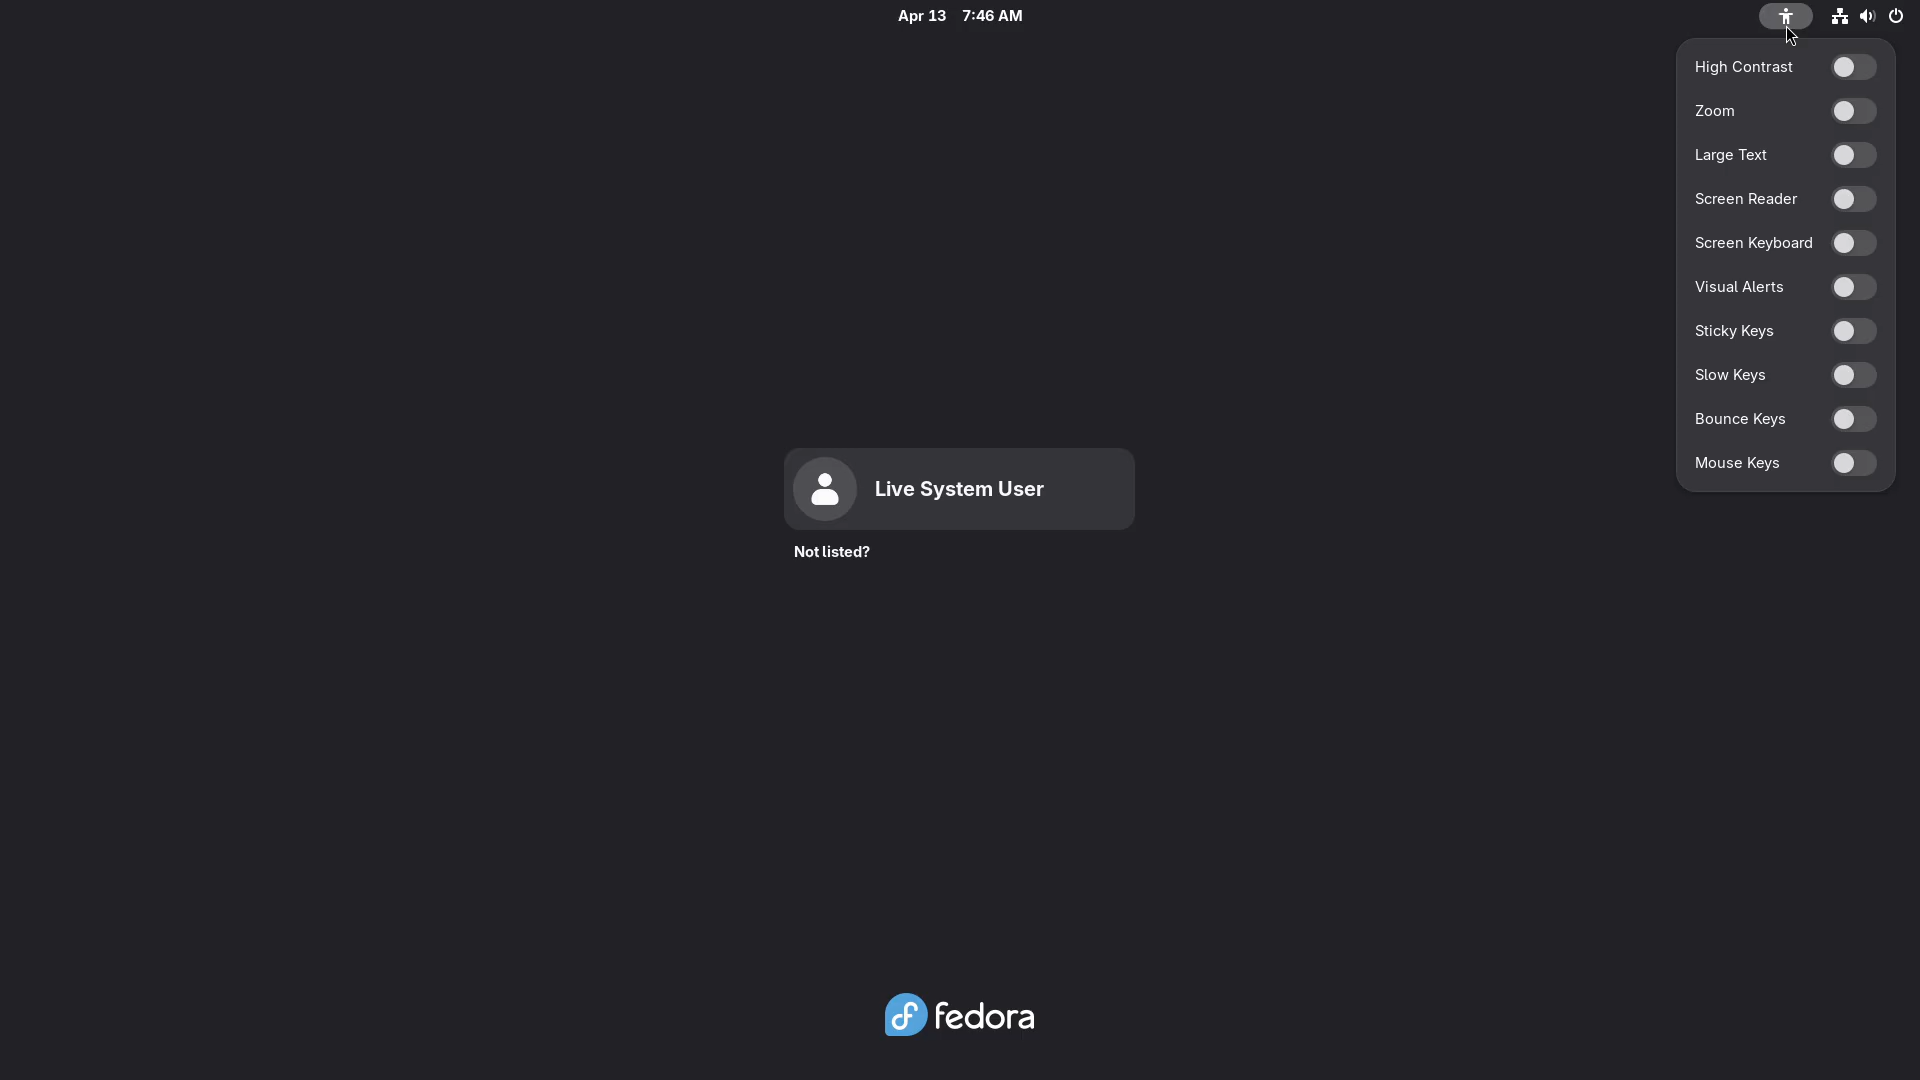 Apr 13 7:46 AM
High Contrast
Zoom
Large Text
Screen Reader
Screen Keyboard
Visual Alerts
Sticky Keys
Slow Keys
Bounce Keys
Mouse Keys
Live System User
Not listed?
fedora